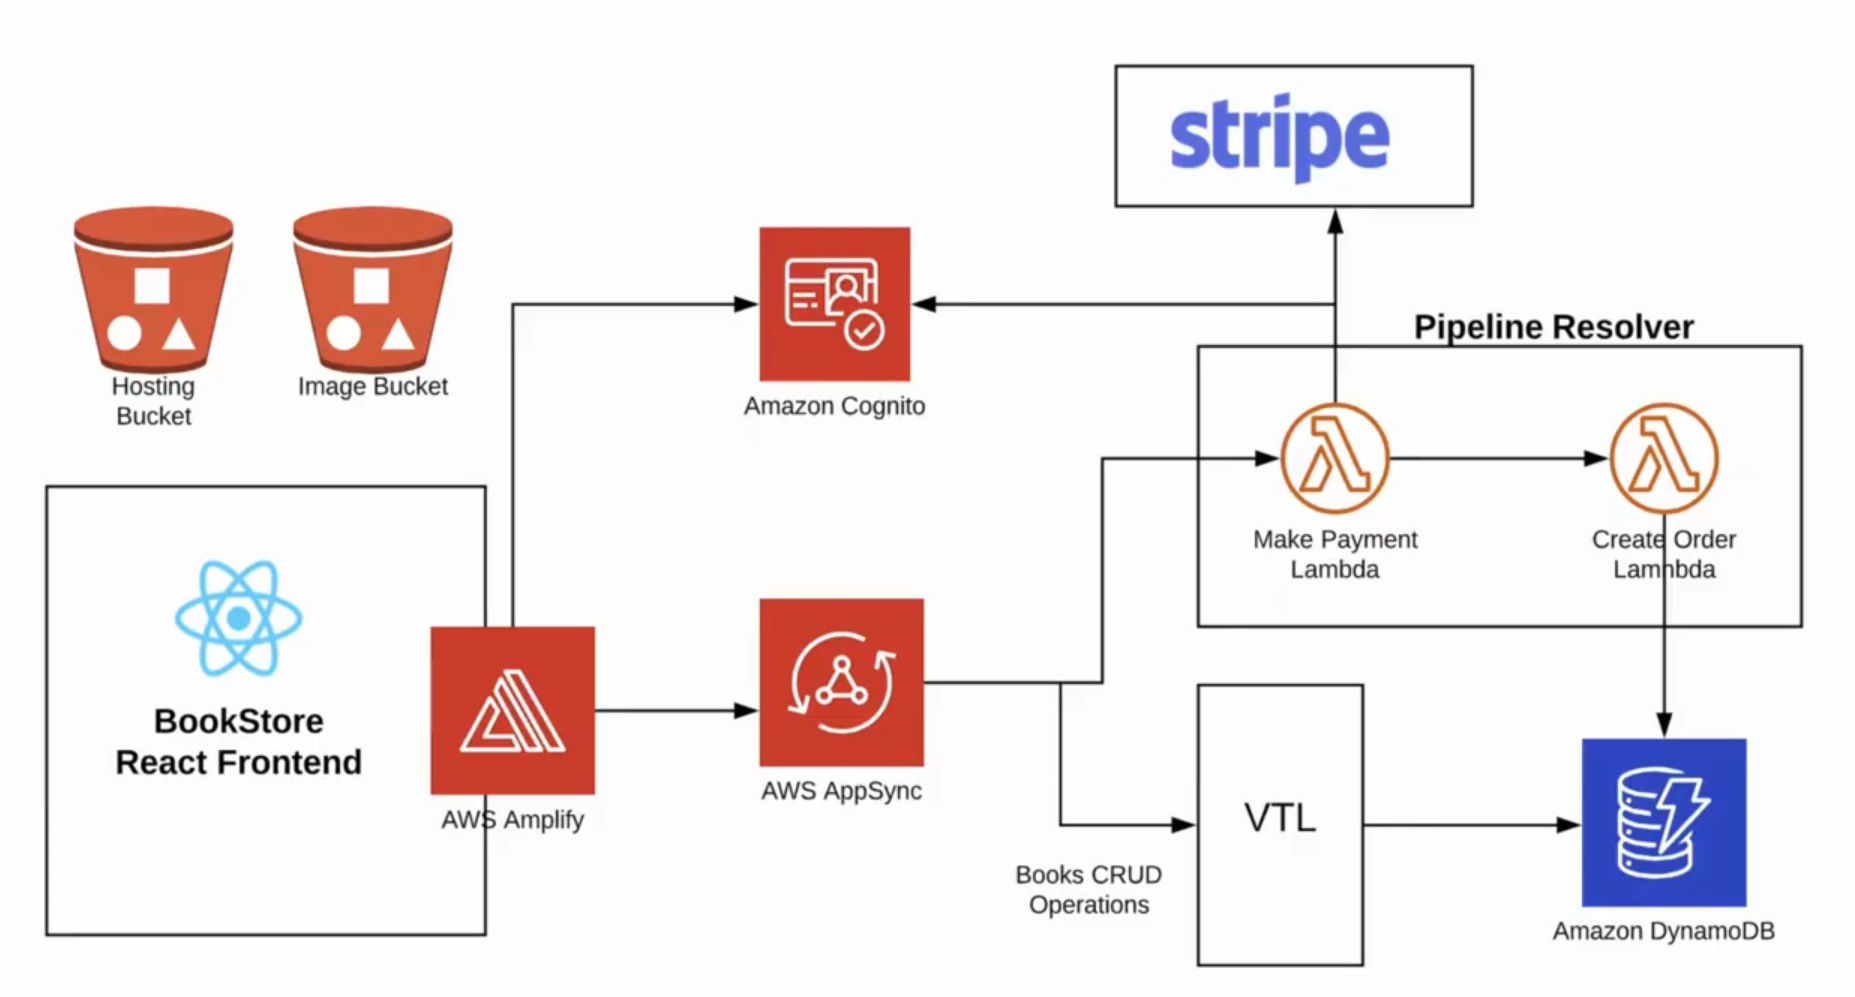 stripe
Pipeline Resolver
Hosting
Bucket
Image Bucket
Amazon Cognito
Make Payment
Lambda
Create Order
Lamnbda
BookStore
React Frontend
AWS Amplify
AWS AppSync
VTL
Books CRUD
Operations
Amazon DynamoDB